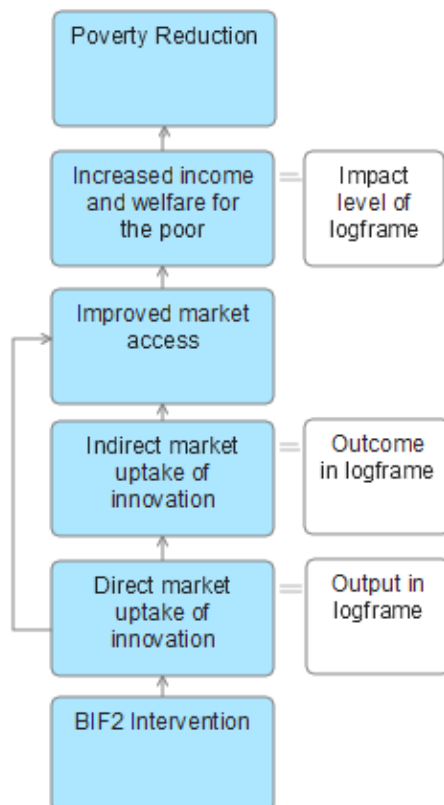 Poverty Reduction
Increased income
and welfare for
the poor
Impact
level of
logframe
Improved market
access
Indirect market
uptake of
innovation
Outcome
in logframe
Direct market
uptake of
innovation
Output in
logframe
BIF2 Intervention